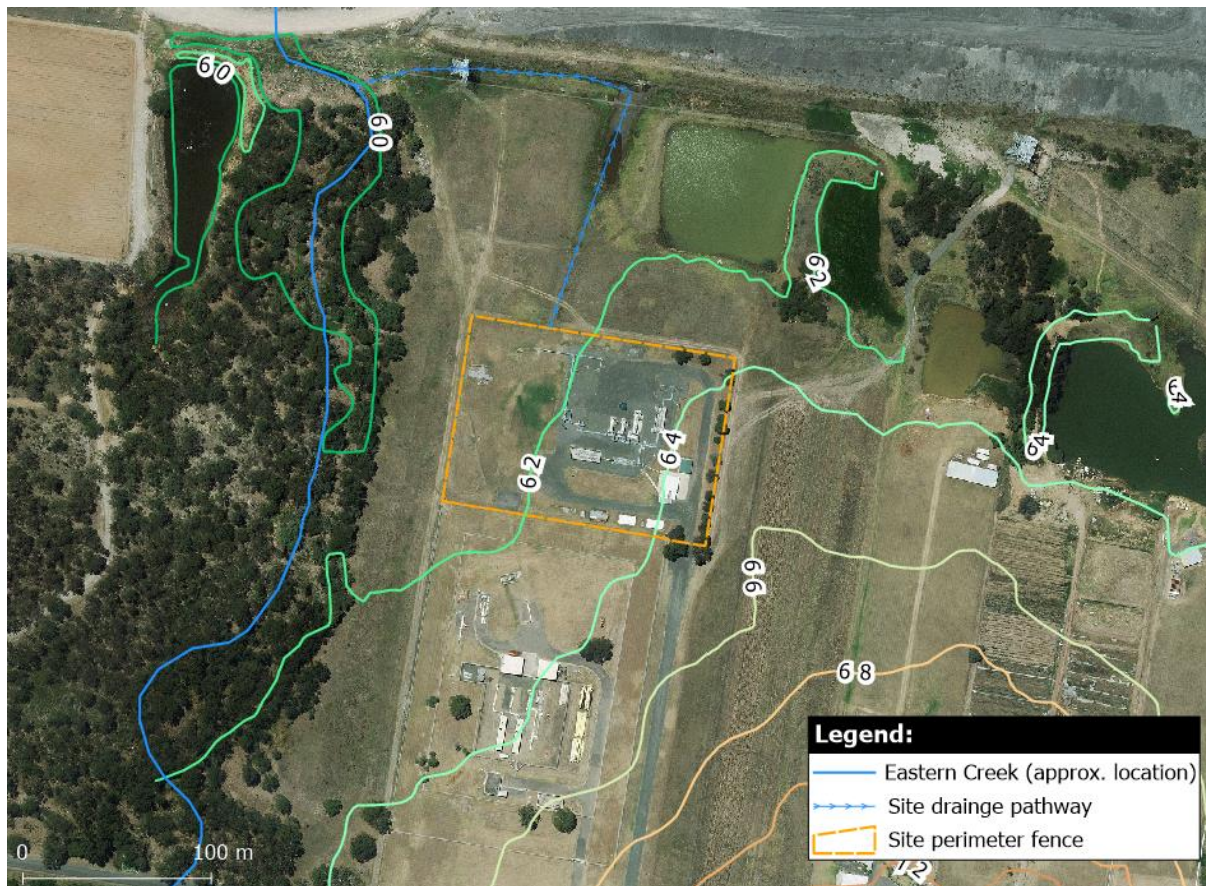 60
60
62
64
64
62
64
66
68
Legend:
Eastern Creek (approx. location)
Site drainge pathway
Site perimeter fence
0 100 m
72